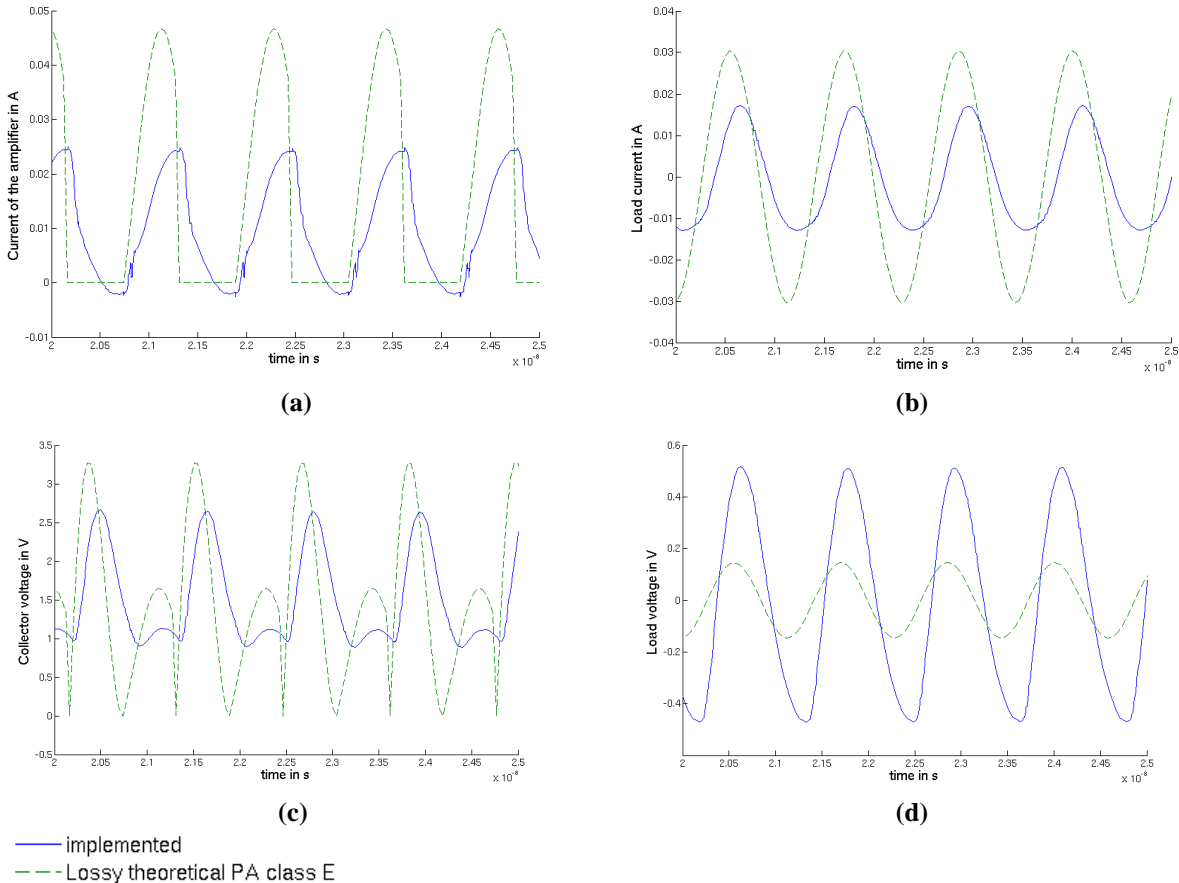 0.05
0.04
0.03
0.02
0.01
0
-0.01
Current of the amplifier in A
2 2.05 2.1 2.15 2.2 2.25 2.3 2.35 2.4 2.45 2.5
time in s
x 10⁻⁸
(a)
0.04
0.03
0.02
0.01
0
-0.01
-0.02
-0.03
-0.04
Load current in A
2 2.05 2.1 2.15 2.2 2.25 2.3 2.35 2.4 2.45 2.5
time in s
x 10⁻⁸
(b)
3.5
3
2.5
2
1.5
1
0.5
0
-0.5
Collector voltage in V
2 2.05 2.1 2.15 2.2 2.25 2.3 2.35 2.4 2.45 2.5
time in s
x 10⁻⁸
(c)
0.6
0.4
0.2
0
-0.2
-0.4
Load voltage in V
2 2.05 2.1 2.15 2.2 2.25 2.3 2.35 2.4 2.45 2.5
time in s
x 10⁻⁸
(d)
implemented
Lossy theoretical PA class E